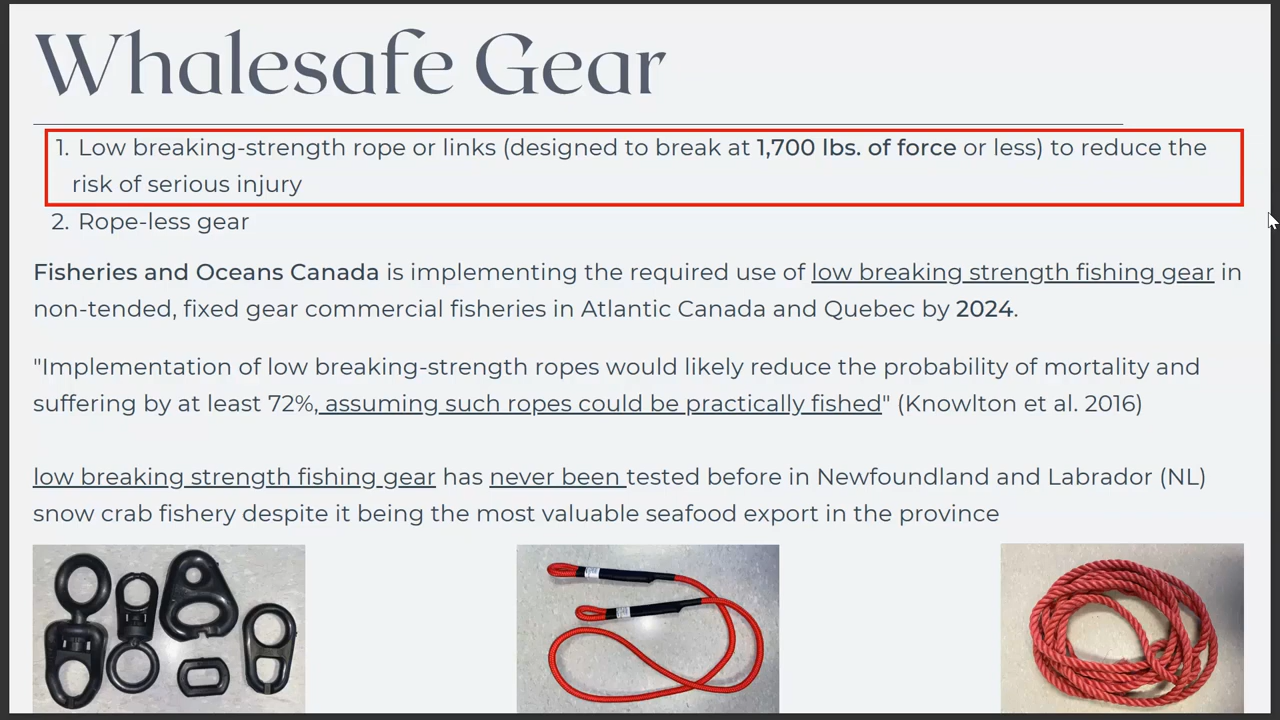 Whalesafe Gear
1. Low breaking-strength rope or links (designed to break at 1,700 lbs. of force or less) to reduce the
risk of serious injury
2. Rope-less gear
Fisheries and Oceans Canada is implementing the required use of low breaking strength fishing gear in
non-tended, fixed gear commercial fisheries in Atlantic Canada and Quebec by 2024.
"Implementation of low breaking-strength ropes would likely reduce the probability of mortality and
suffering by at least 72%, assuming such ropes could be practically fished" (Knowlton et al. 2016)
low breaking strength fishing gear has never been tested before in Newfoundland and Labrador (NL)
snow crab fishery despite it being the most valuable seafood export in the province